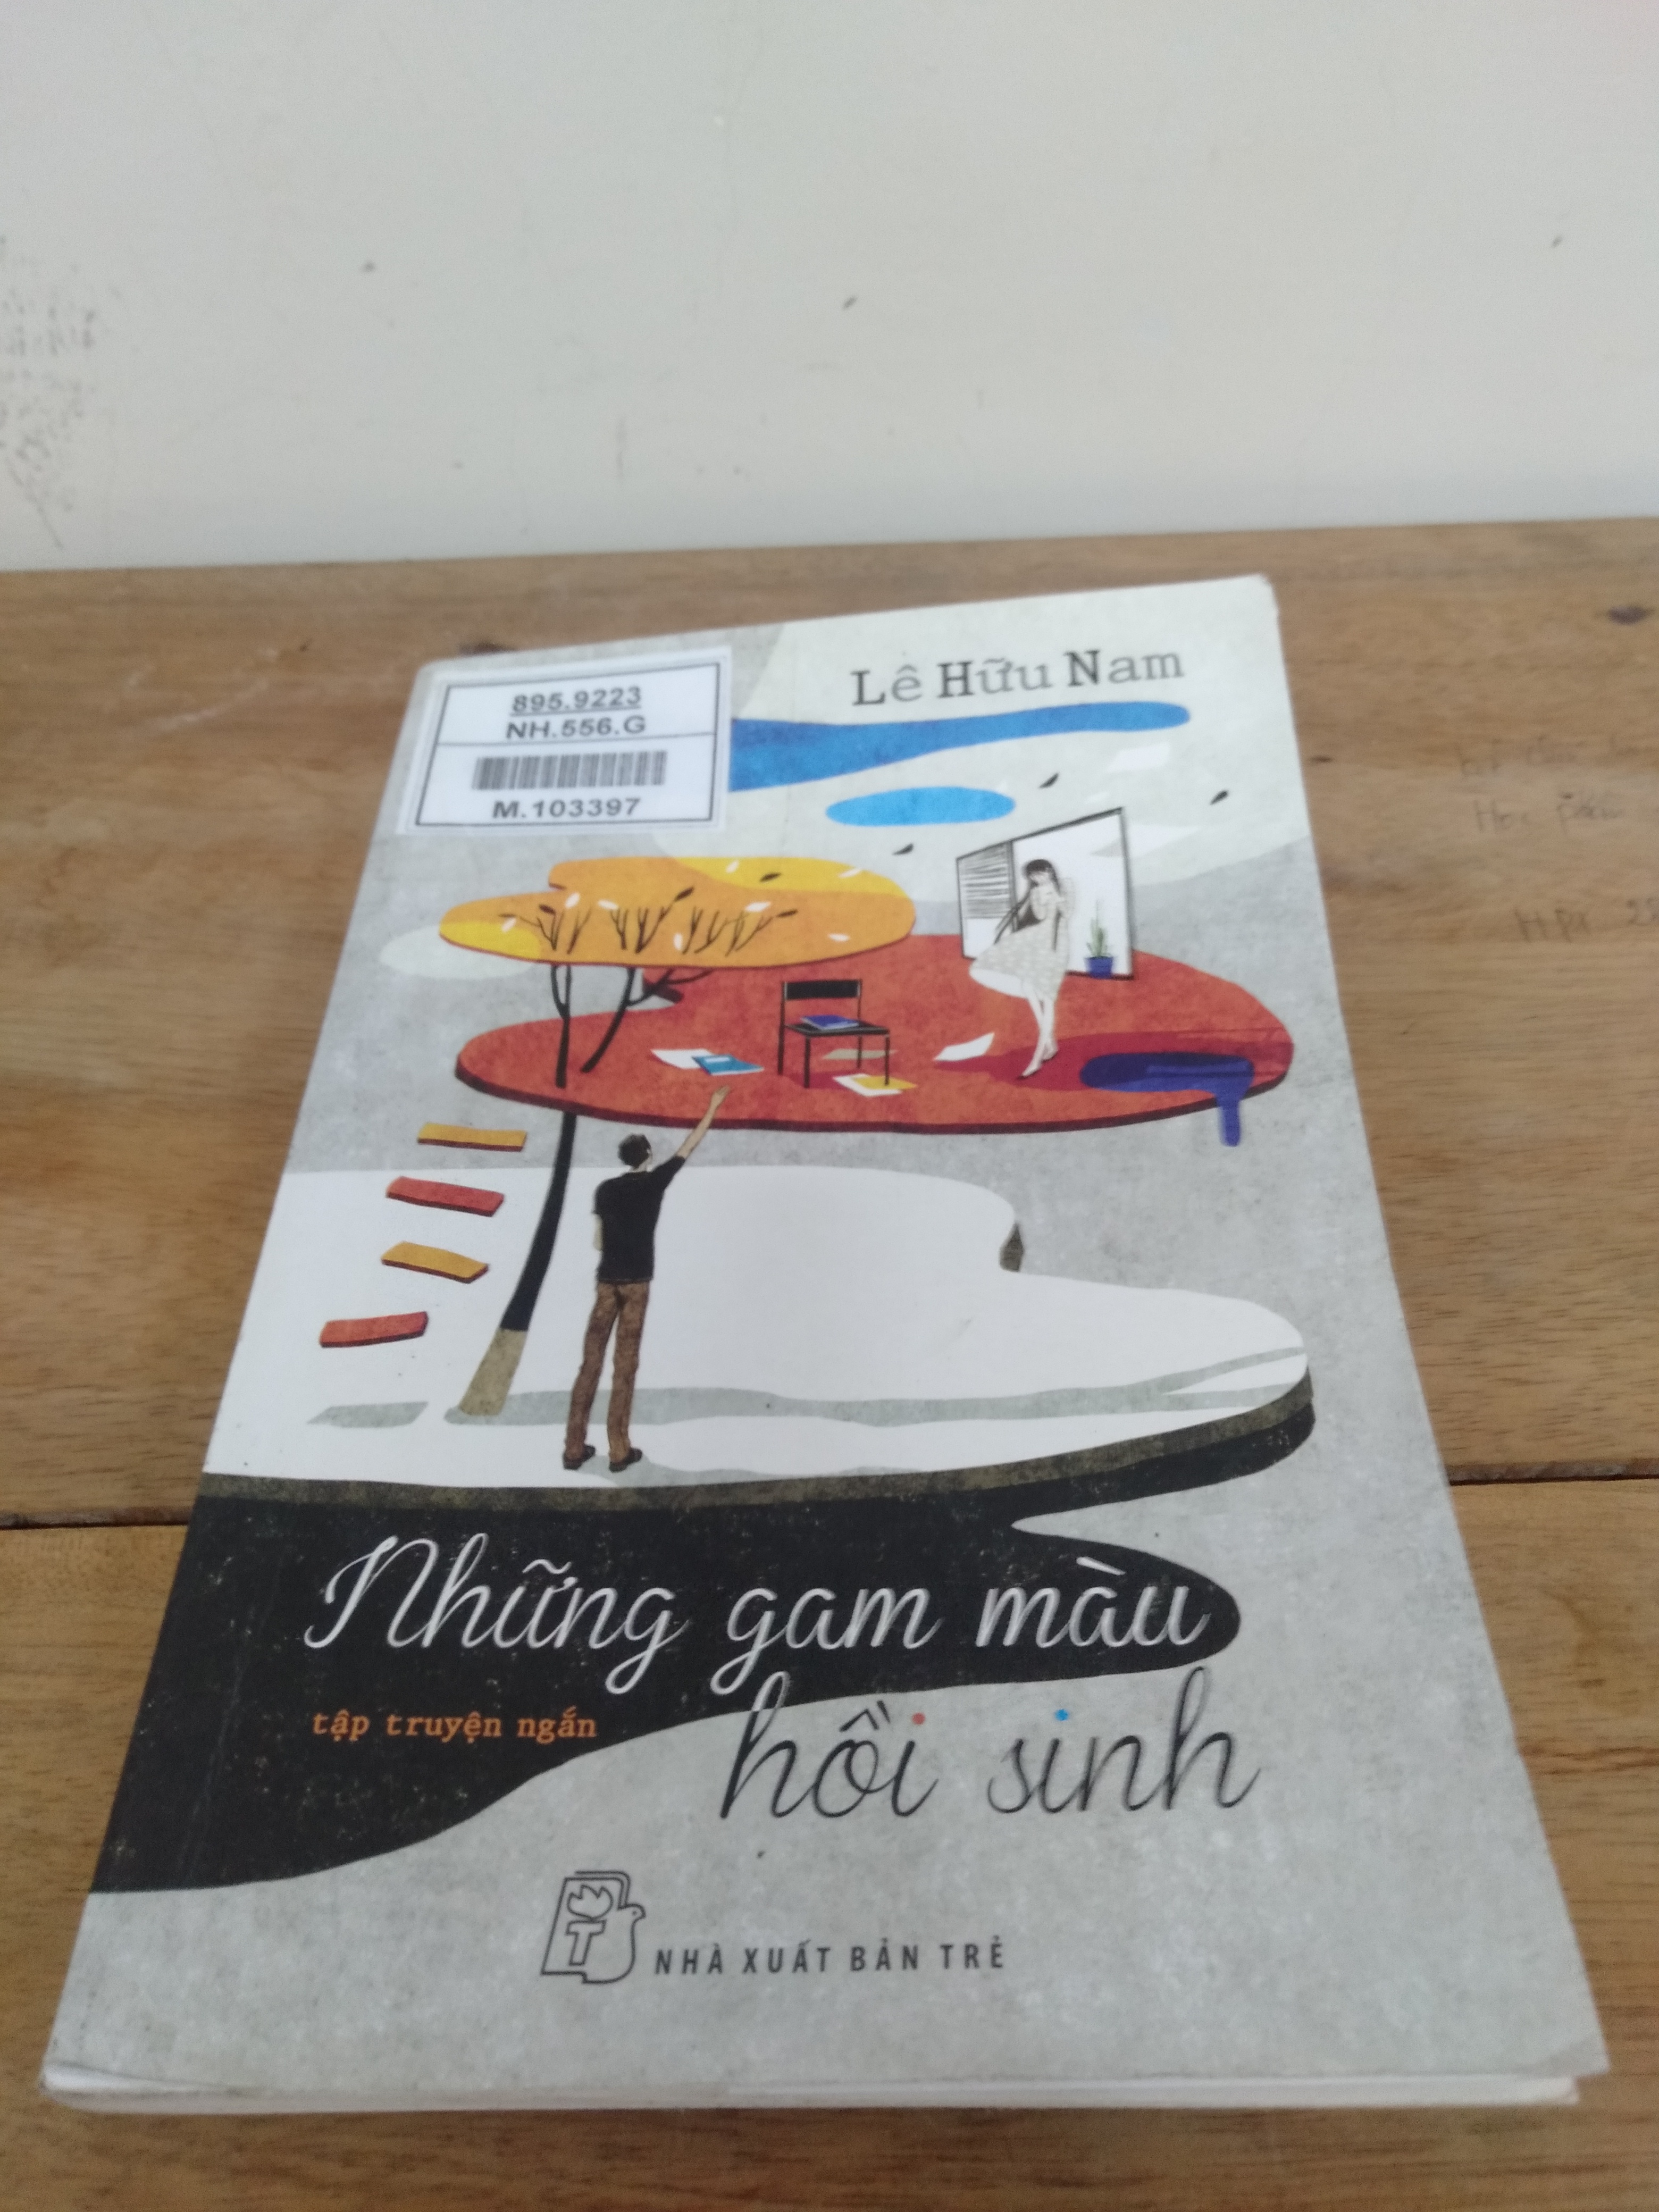 Lê Hữu Nam
895.9223
NH.556.G
M.103397
Những gam màu
hồi sinh
tập truyện ngắn
T
NHÀ XUẤT BẢN TRẺ